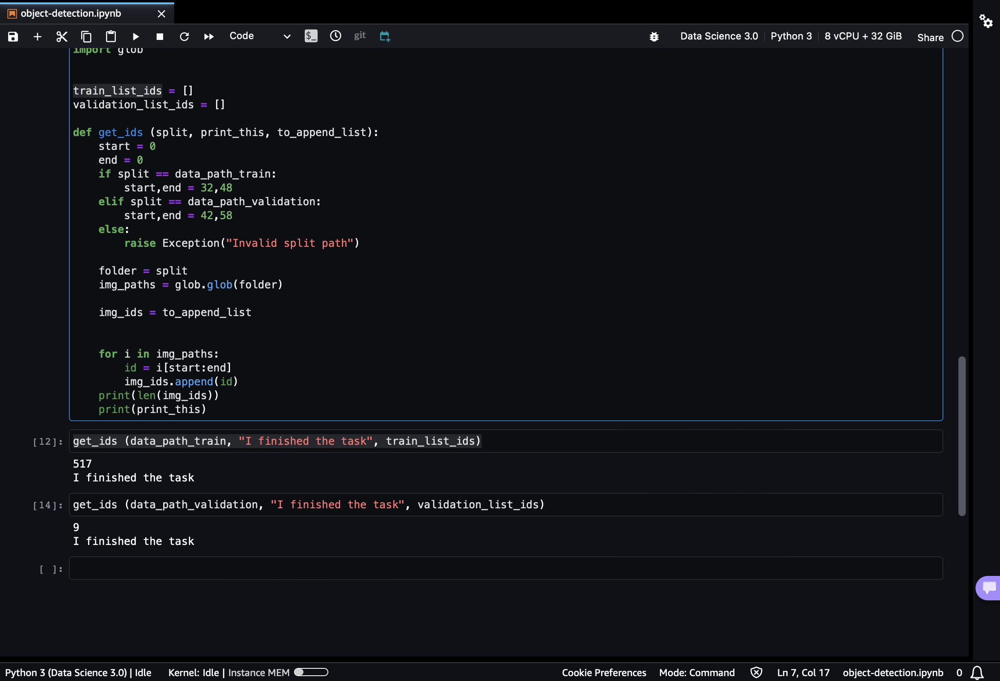 object-detection.ipynb
Code
$_
git
Data Science 3.0 | Python 3 | 8 vCPU + 32 GiB
Share
import glob
train_list_ids = []
validation_list_ids = []
def get_ids (split, print_this, to_append_list):
    start = 0
    end = 0
    if split == data_path_train:
        start,end = 32,48
    elif split == data_path_validation:
        start,end = 42,58
    else:
        raise Exception("Invalid split path")
    folder = split
    img_paths = glob.glob(folder)
    img_ids = to_append_list
    for i in img_paths:
        id = i[start:end]
        img_ids.append(id)
    print(len(img_ids))
    print(print_this)
[12]: get_ids (data_path_train, "I finished the task", train_list_ids)
517
I finished the task
[14]: get_ids (data_path_validation, "I finished the task", validation_list_ids)
9
I finished the task
[ ]:
Python 3 (Data Science 3.0) | Idle Kernel: Idle | Instance MEM Cookie Preferences Mode: Command Ln 7, Col 17 object-detection.ipynb 0